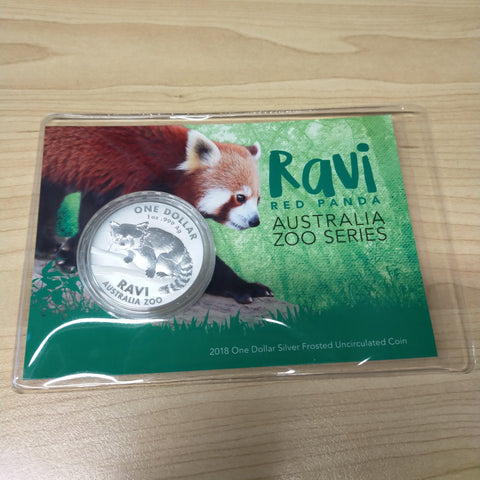 Ravi
RED PANDA
AUSTRALIA
ZOO SERIES
ONE DOLLAR
1 oz .999 Ag
RAVI
AUSTRALIA ZOO
2018 One Dollar Silver Frosted Uncirculated Coin